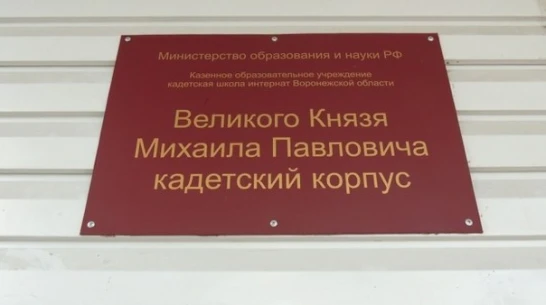 Министерство образования и науки РФ
Казенное образовательное учреждение
кадетская школа интернат Воронежской области
Великого Князя
Михаила Павловича
кадетский корпус